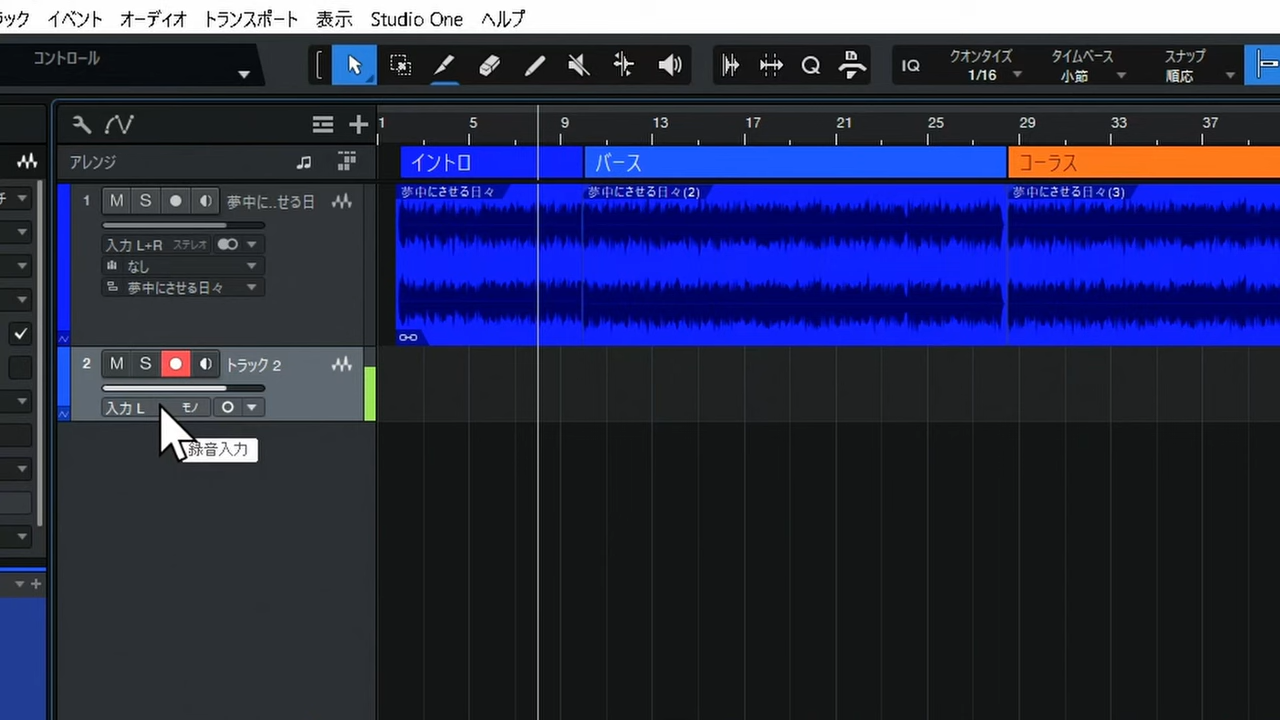 ラック イベント オーディオ トランスポート 表示 Studio One ヘルプ
コントロール
IQ
クオンタイズ
1/16
タイムベース
小節
スナップ
順応
1 5 9 13 17 21 25 29 33 37
アレンジ
イントロ バース コーラス
夢中にさせる日々 夢中にさせる日々(2) 夢中にさせる日々(3)
1 M S 夢中に...せる日
入力 L+R ステレオ
なし
夢中にさせる日々
2 M S トラック 2
入力 L モノ
録音入力